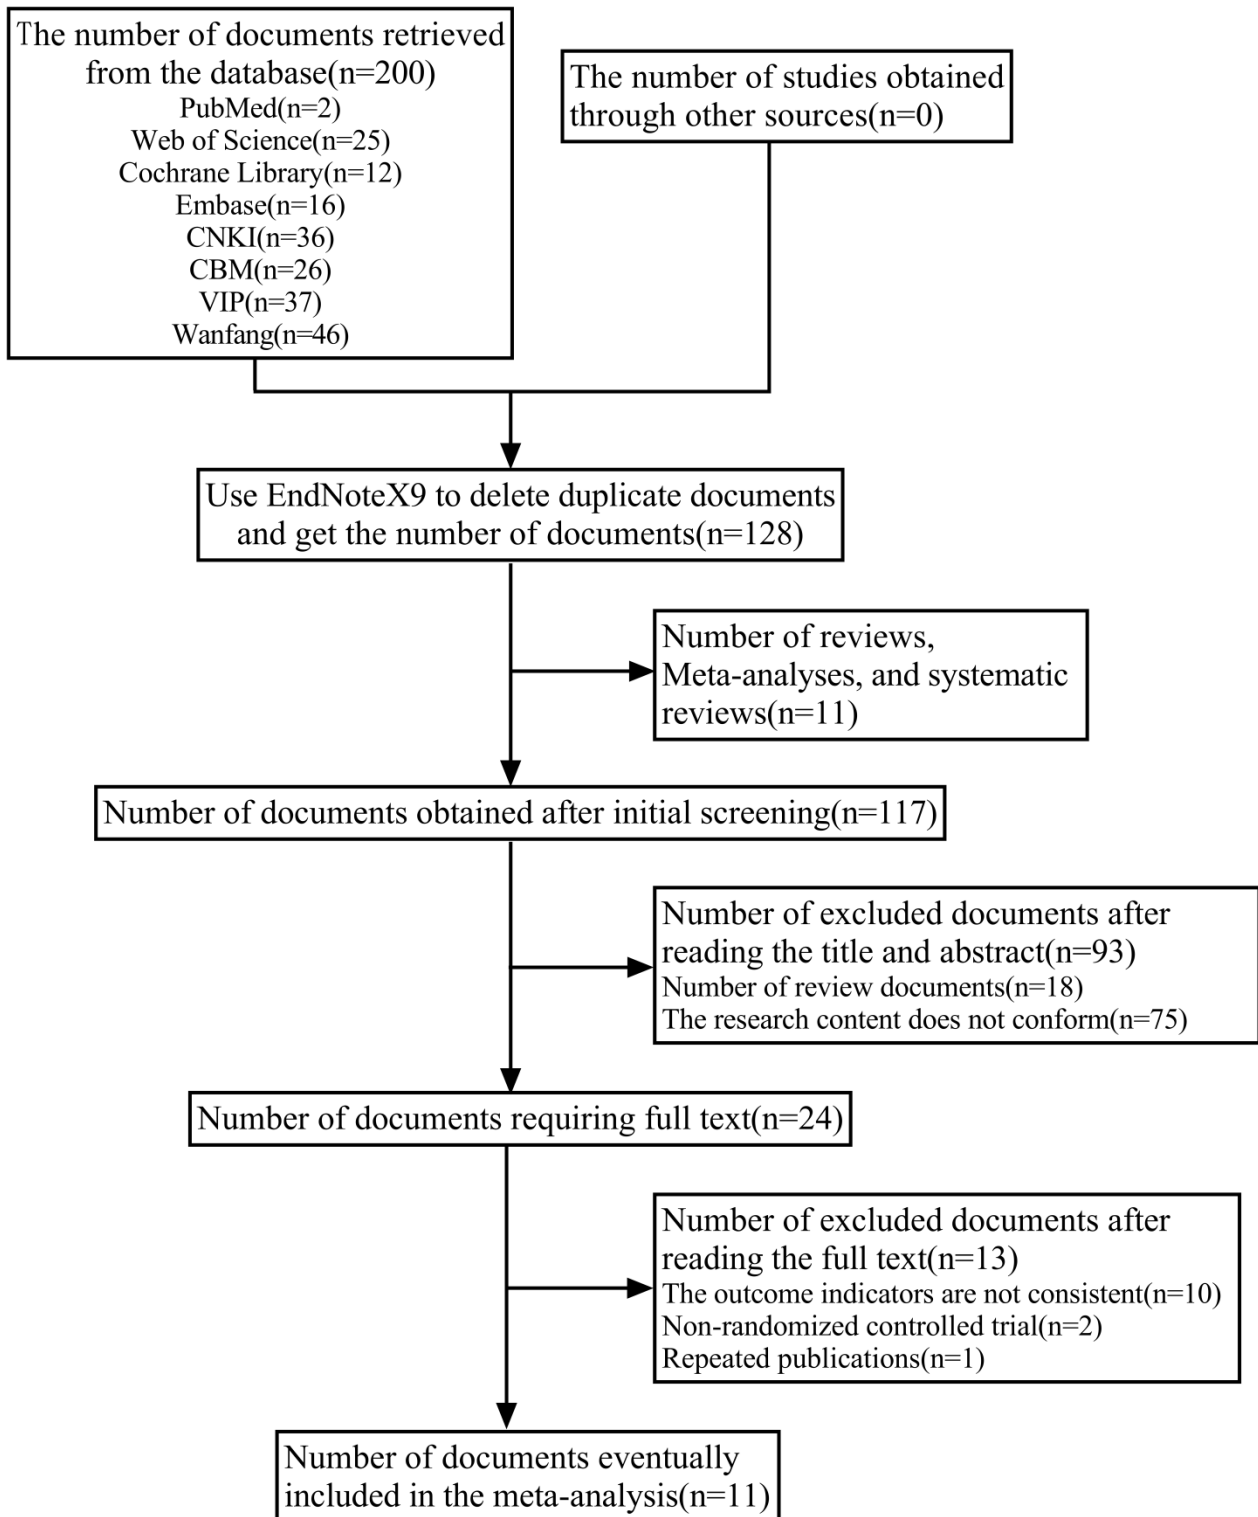 The number of documents retrieved
from the database(n=200)
PubMed(n=2)
Web of Science(n=25)
Cochrane Library(n=12)
Embase(n=16)
CNKI(n=36)
CBM(n=26)
VIP(n=37)
Wanfang(n=46)
The number of studies obtained
through other sources(n=0)
Use EndNoteX9 to delete duplicate documents
and get the number of documents(n=128)
Number of reviews,
Meta-analyses, and systematic
reviews(n=11)
Number of documents obtained after initial screening(n=117)
Number of excluded documents after
reading the title and abstract(n=93)
Number of review documents(n=18)
The research content does not conform(n=75)
Number of documents requiring full text(n=24)
Number of excluded documents after
reading the full text(n=13)
The outcome indicators are not consistent(n=10)
Non-randomized controlled trial(n=2)
Repeated publications(n=1)
Number of documents eventually
included in the meta-analysis(n=11)